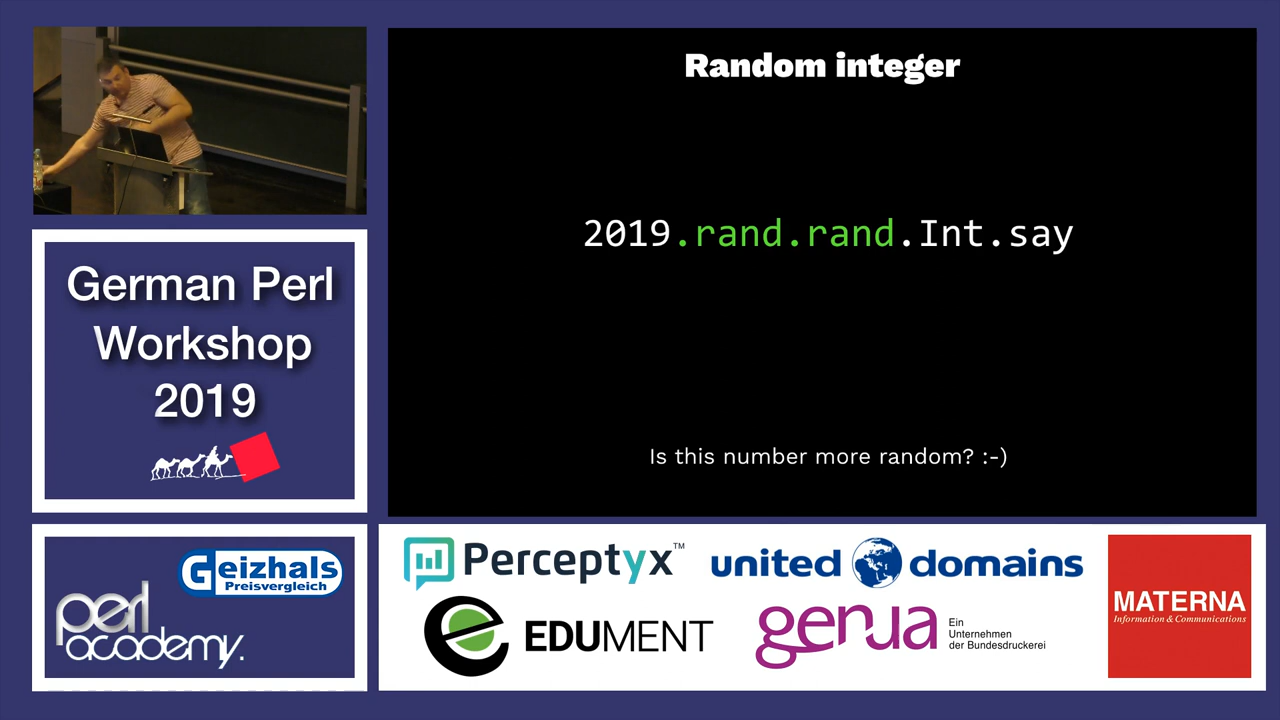 Random integer
2019.rand.rand.Int.say
Is this number more random? :-)
German Perl
Workshop
2019
Geizhals
Preisvergleich
perl
academy.
Perceptyx™
united domains
EDUMENT
genua
Ein
Unternehmen
der Bundesdruckerei
MATERNA
Information & Communications